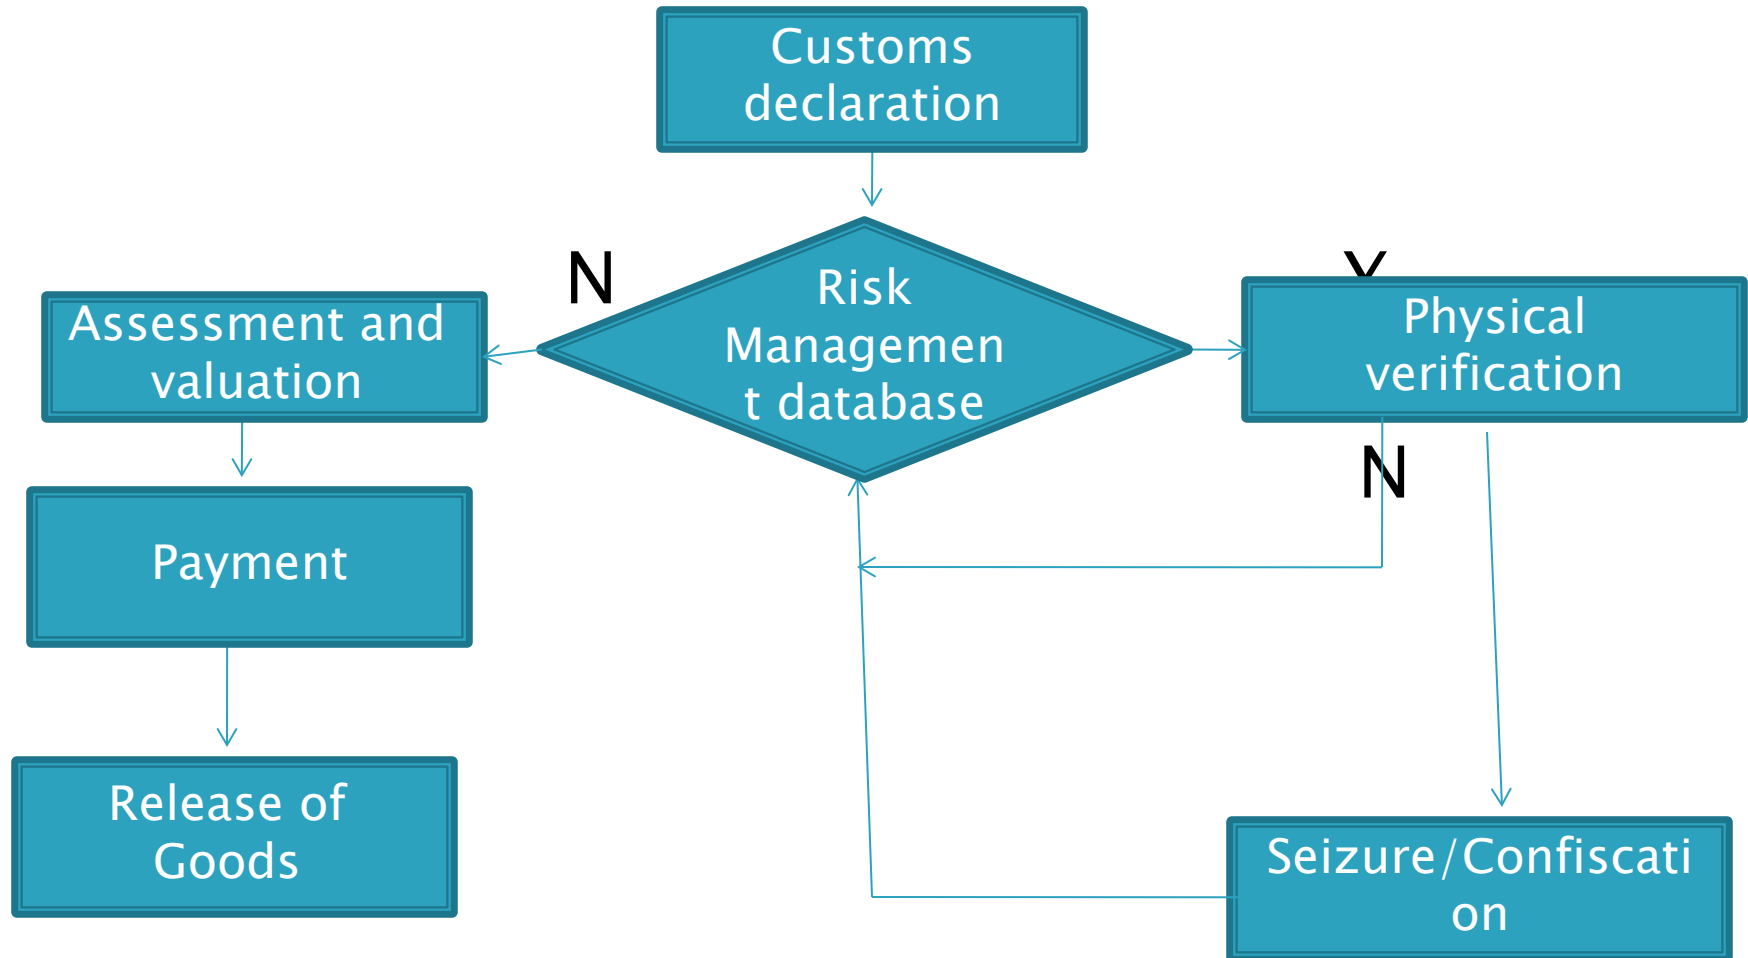 Customs
declaration
N
Y
Risk
Managemen
t database
Assessment and
valuation
Physical
verification
N
Payment
Release of
Goods
Seizure/Confiscati
on